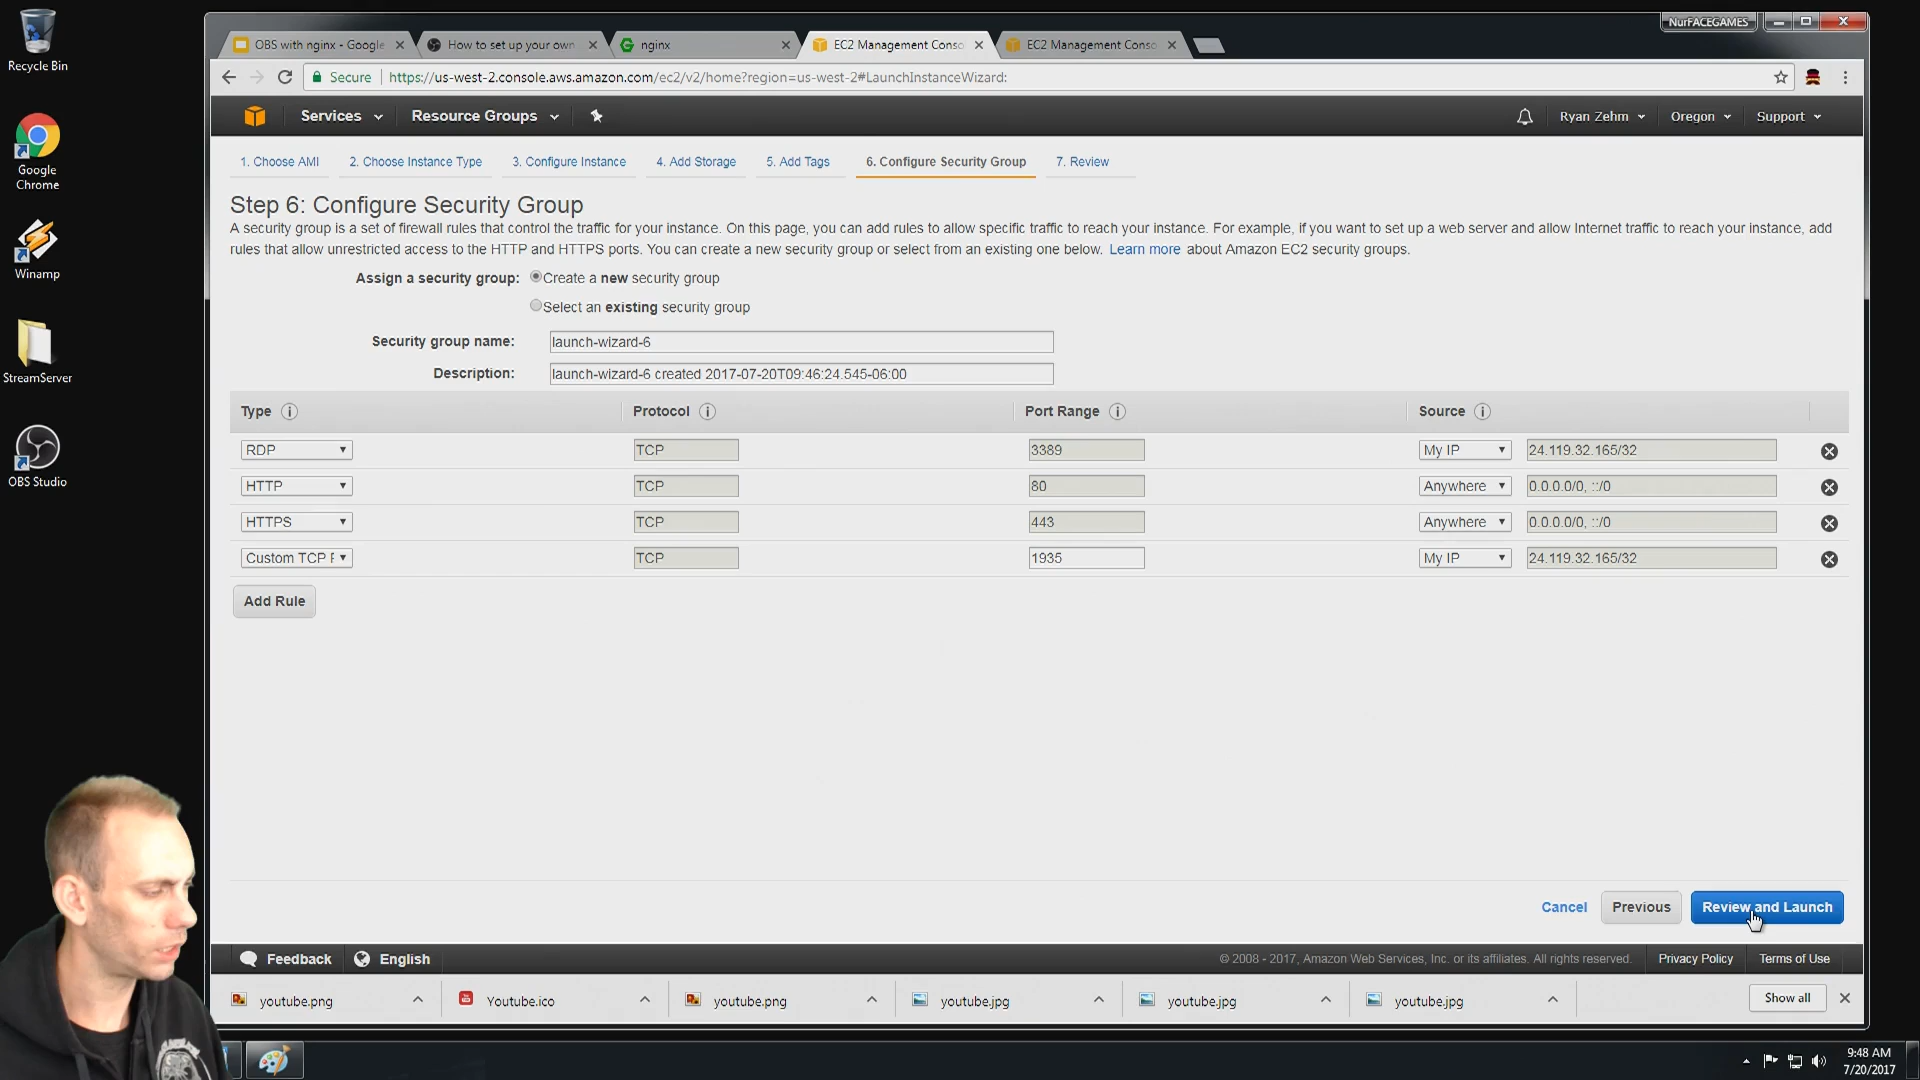 Recycle Bin
Google Chrome
Winamp
StreamServer
OBS Studio
NurFACEGAMES
OBS with nginx - Google
How to set up your own
nginx
EC2 Management Conso
EC2 Management Conso
Secure
https://us-west-2.console.aws.amazon.com/ec2/v2/home?region=us-west-2#LaunchInstanceWizard:
Services Resource Groups Ryan Zehm Oregon Support
1. Choose AMI 2. Choose Instance Type 3. Configure Instance 4. Add Storage 5. Add Tags 6. Configure Security Group 7. Review
Step 6: Configure Security Group
A security group is a set of firewall rules that control the traffic for your instance. On this page, you can add rules to allow specific traffic to reach your instance. For example, if you want to set up a web server and allow Internet traffic to reach your instance, add
rules that allow unrestricted access to the HTTP and HTTPS ports. You can create a new security group or select from an existing one below. Learn more about Amazon EC2 security groups.
Assign a security group: Create a new security group
Select an existing security group
Security group name: launch-wizard-6
Description: launch-wizard-6 created 2017-07-20T09:46:24.545-06:00
Type Protocol Port Range Source
RDP TCP 3389 My IP 24.119.32.165/32
HTTP TCP 80 Anywhere 0.0.0.0/0, ::/0
HTTPS TCP 443 Anywhere 0.0.0.0/0, ::/0
Custom TCP TCP 1935 My IP 24.119.32.165/32
Add Rule
Cancel Previous Review and Launch
Feedback English © 2008 - 2017, Amazon Web Services, Inc. or its affiliates. All rights reserved. Privacy Policy Terms of Use
youtube.png Youtube.ico youtube.png youtube.jpg youtube.jpg youtube.jpg Show all
9:48 AM
7/20/2017